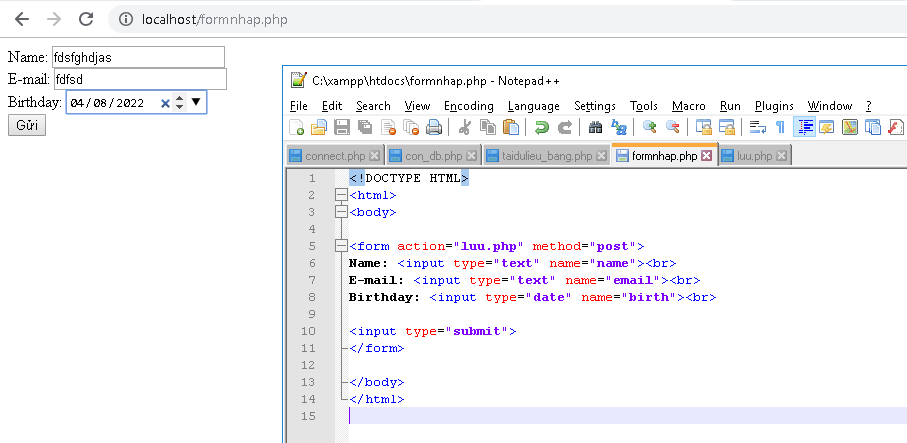 localhost/formnhap.php
Name: fdsfghdjas
E-mail: fdfsd
Birthday: 04/08/2022
Gửi
C:\xampp\htdocs\formnhap.php - Notepad++
File Edit Search View Encoding Language Settings Tools Macro Run Plugins Window ?
connect.php con_db.php taidulieu_bang.php formnhap.php luu.php
1 <!DOCTYPE HTML>
2 <html>
3 <body>
4
5 <form action="luu.php" method="post">
6 Name: <input type="text" name="name"><br>
7 E-mail: <input type="text" name="email"><br>
8 Birthday: <input type="date" name="birth"><br>
9
10 <input type="submit">
11 </form>
12
13 </body>
14 </html>
15